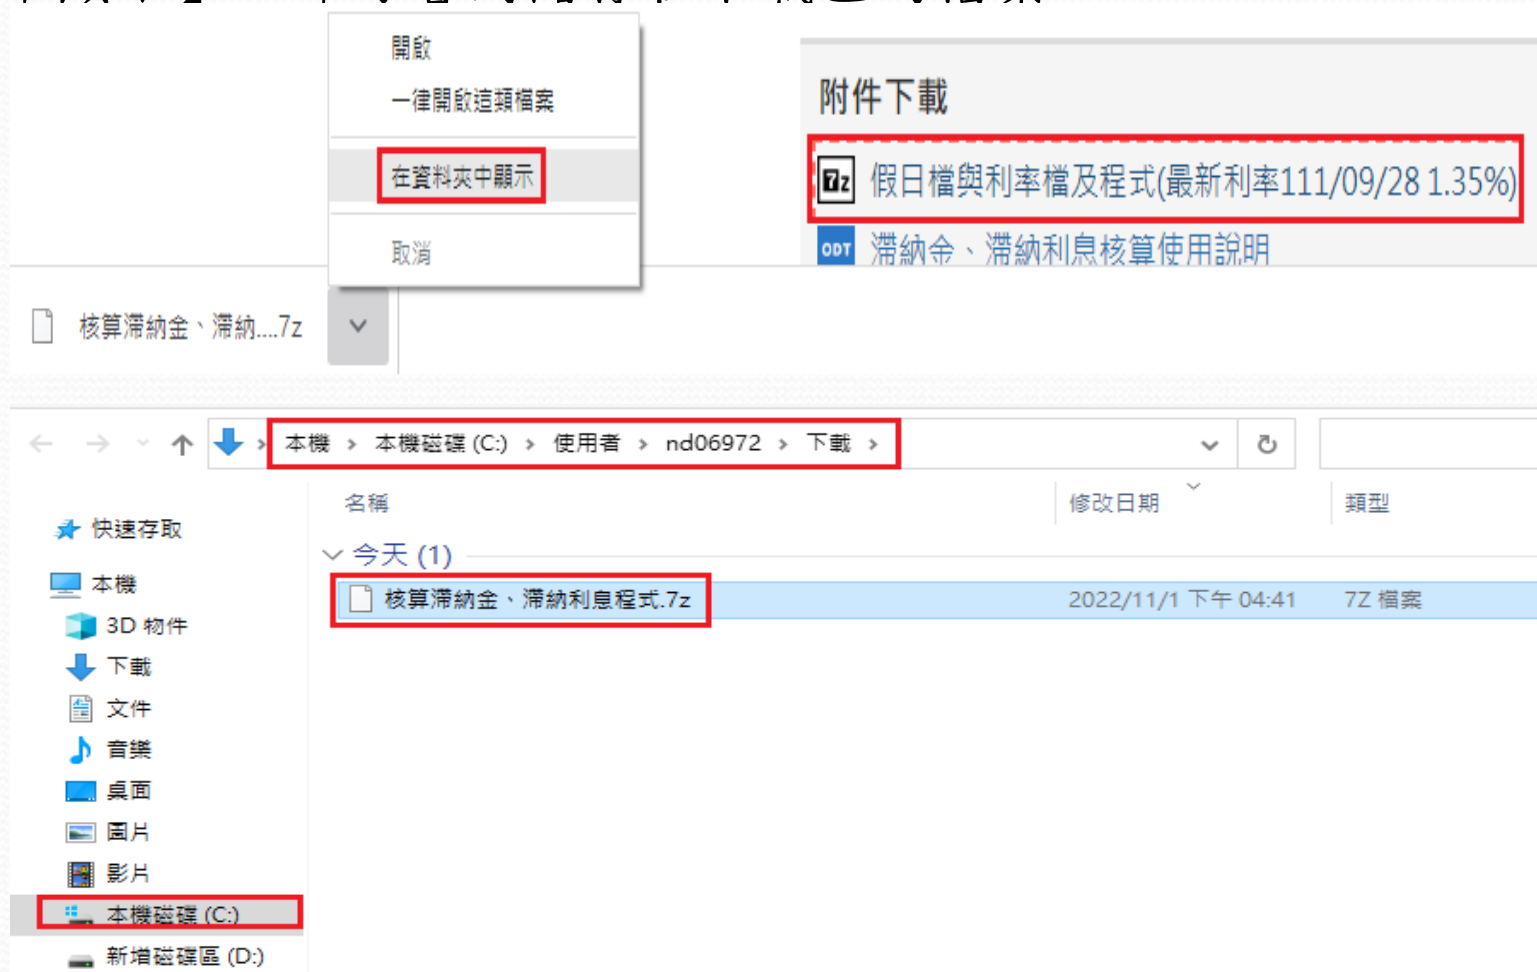 開啟
一律開啟這類檔案
在資料夾中顯示
取消
附件下載
7z 假日檔與利率檔及程式(最新利率111/09/28 1.35%)
ODT 滯納金、滯納利息核算使用說明
核算滯納金、滯納....7z
本機 > 本機磁碟 (C:) > 使用者 > nd06972 > 下載 >
名稱 修改日期 類型
快速存取
今天 (1)
本機
核算滯納金、滯納利息程式.7z 2022/11/1 下午 04:41 7Z 檔案
3D 物件
下載
文件
音樂
桌面
圖片
影片
本機磁碟 (C:)
新增磁碟區 (D:)